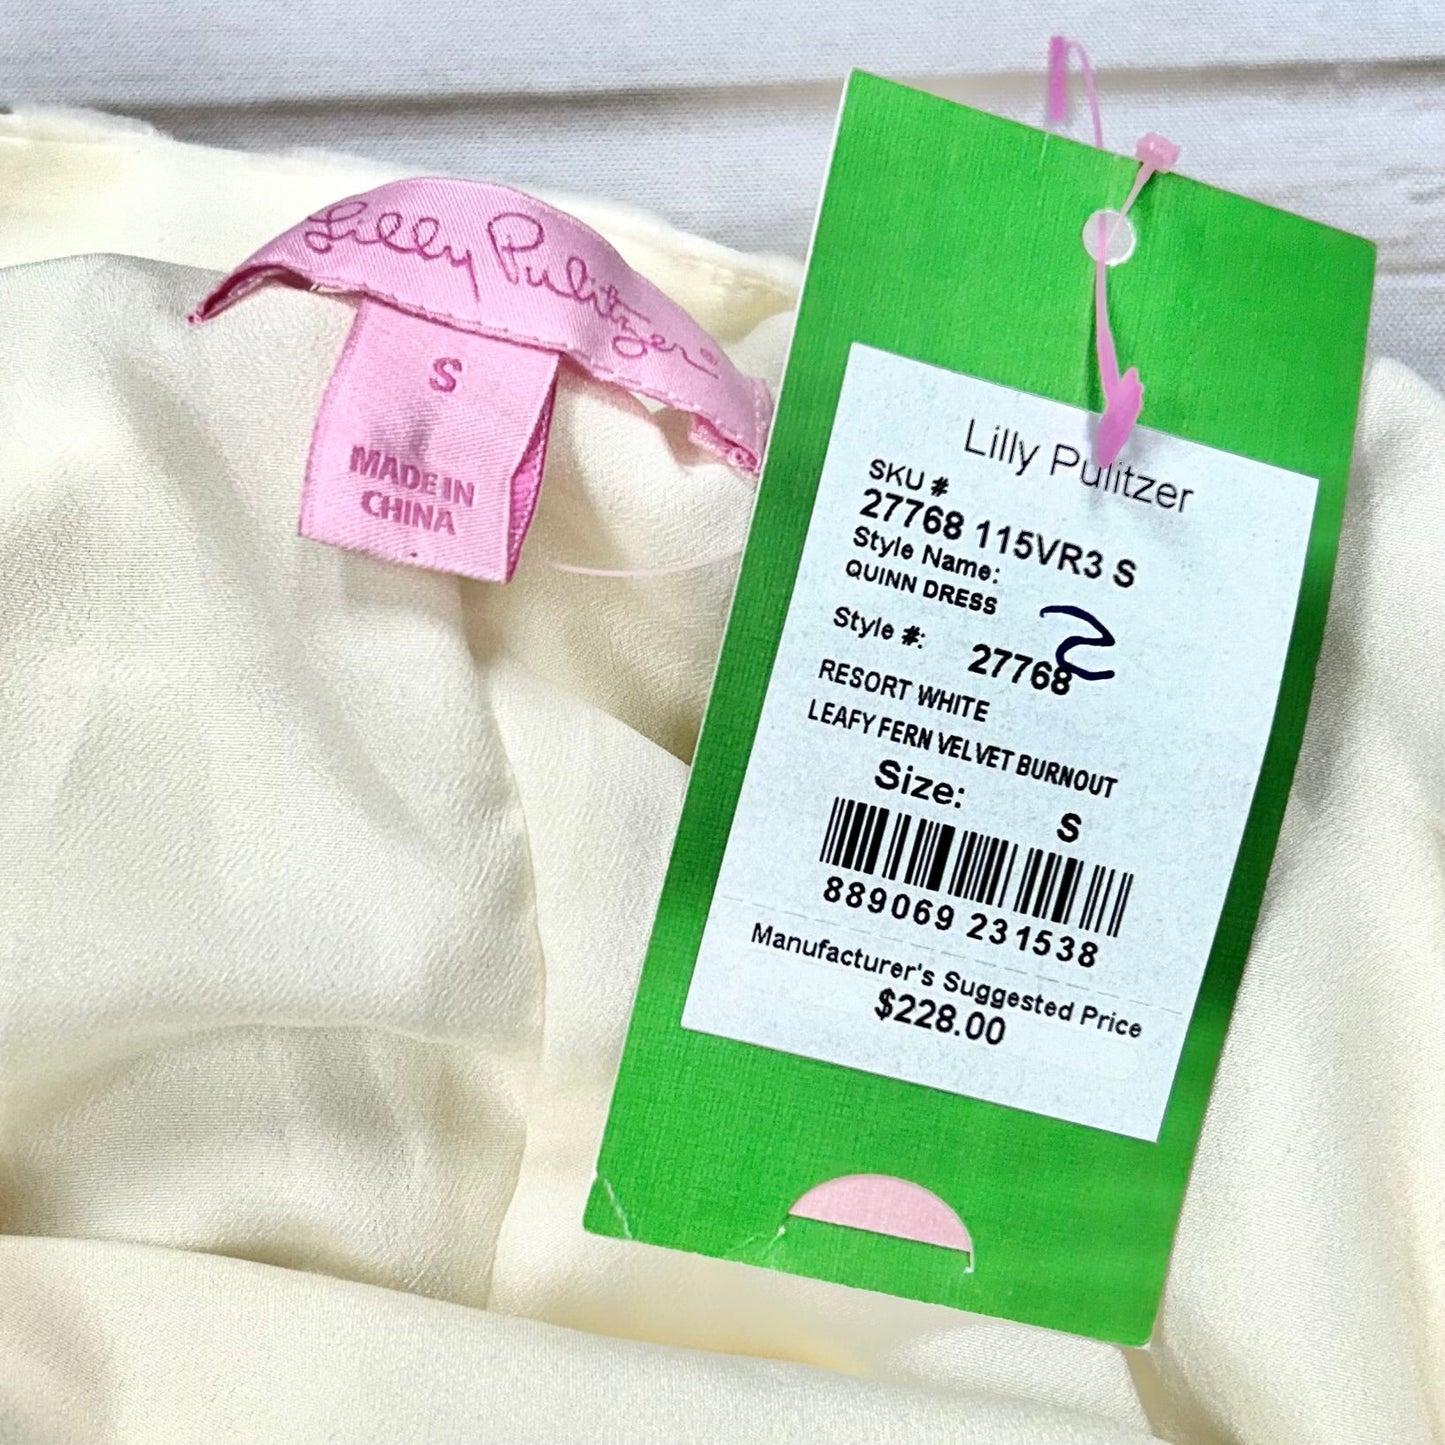 Lilly Pulitzer®
S
MADE IN
CHINA
Lilly Pulitzer
SKU #
27768 115VR3 S
Style Name:
QUINN DRESS
Style #: 27768
RESORT WHITE
LEAFY FERN VELVET BURNOUT
Size: S
889069 231538
Manufacturer's Suggested Price
$228.00